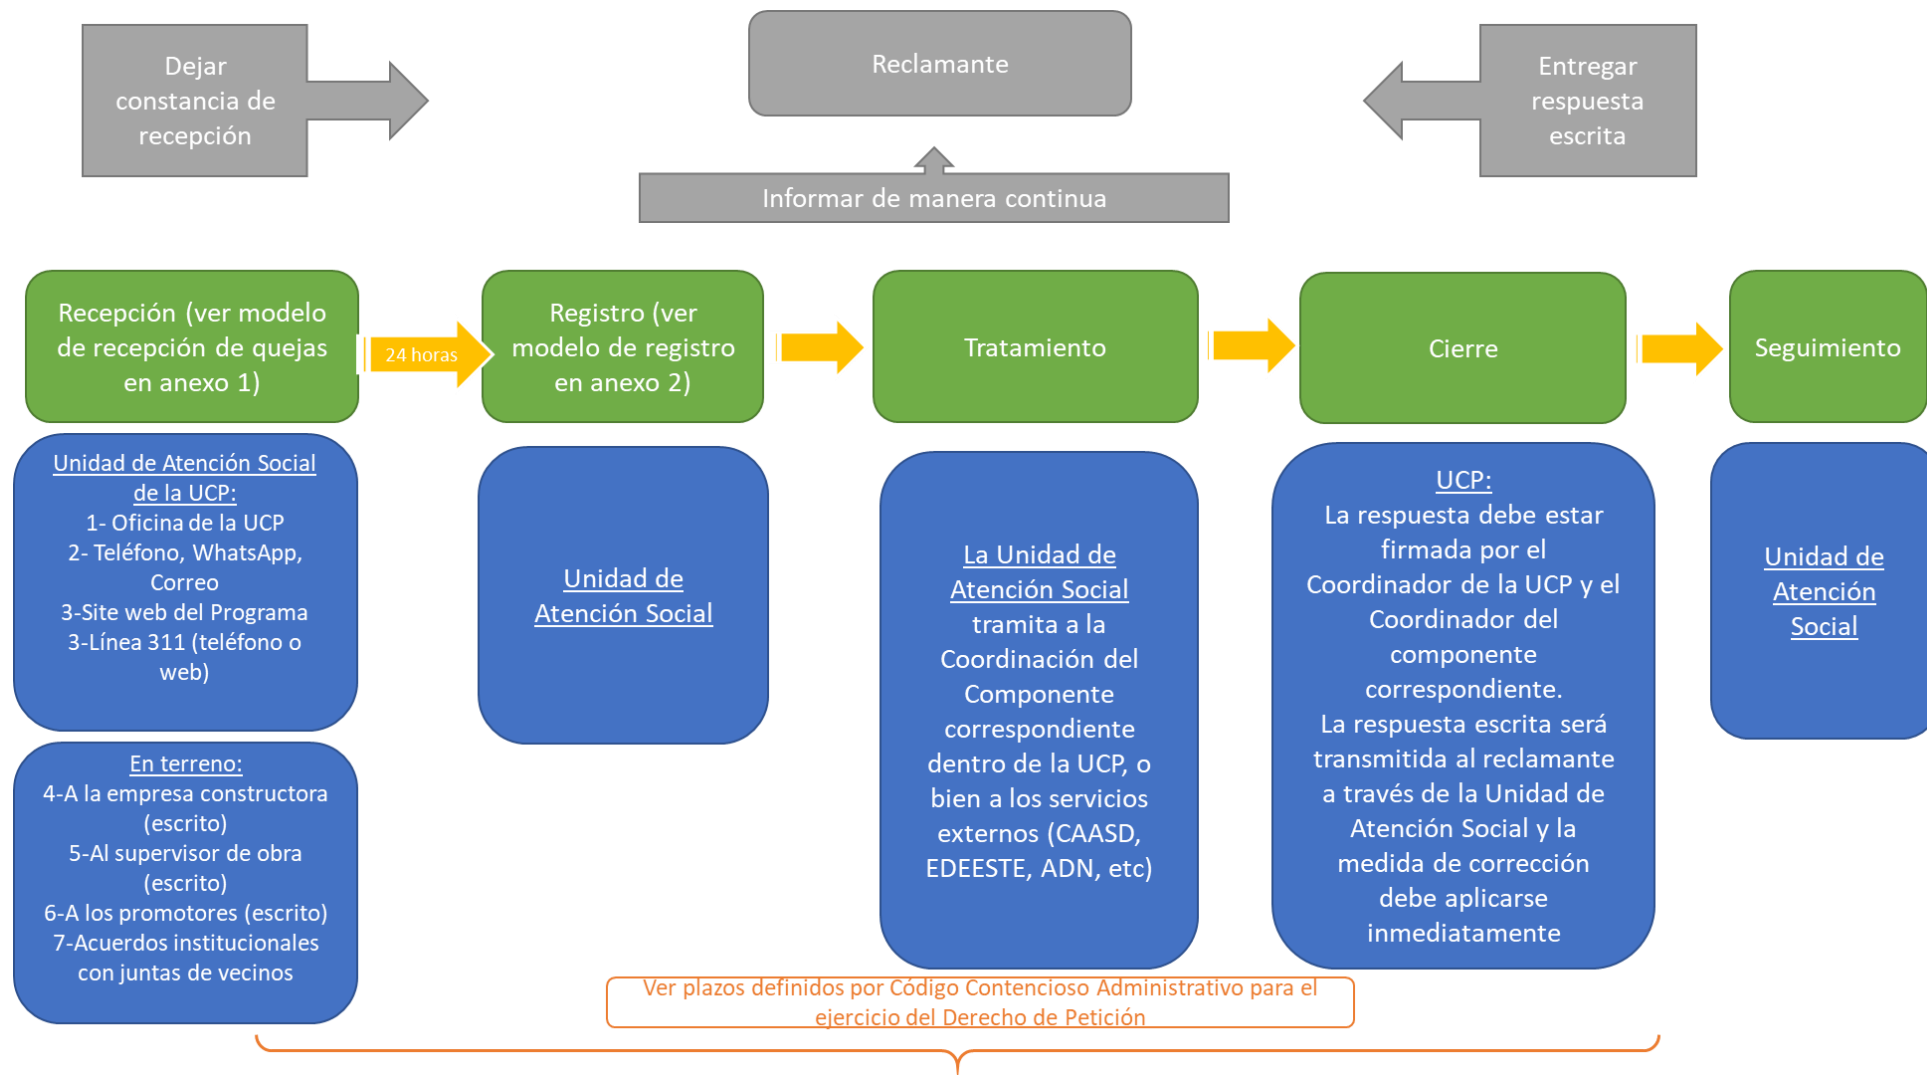 Dejar
constancia de
recepción
Reclamante
Entregar
respuesta
escrita
Informar de manera continua
Recepción (ver modelo
de recepción de quejas
en anexo 1)
24 horas
Registro (ver
modelo de registro
en anexo 2)
Tratamiento
Cierre
Seguimiento
Unidad de Atención Social
de la UCP:
1- Oficina de la UCP
2- Teléfono, WhatsApp,
Correo
3-Site web del Programa
3-Línea 311 (teléfono o
web)
En terreno:
4-A la empresa constructora
(escrito)
5-Al supervisor de obra
(escrito)
6-A los promotores (escrito)
7-Acuerdos institucionales
con juntas de vecinos
Unidad de
Atención Social
La Unidad de
Atención Social
tramita a la
Coordinación del
Componente
correspondiente
dentro de la UCP, o
bien a los servicios
externos (CAASD,
EDEESTE, ADN, etc)
UCP:
La respuesta debe estar
firmada por el
Coordinador de la UCP y el
Coordinador del
componente
correspondiente.
La respuesta escrita será
transmitida al reclamante
a través de la Unidad de
Atención Social y la
medida de corrección
debe aplicarse
inmediatamente
Unidad de
Atención
Social
Ver plazos definidos por Código Contencioso Administrativo para el
ejercicio del Derecho de Petición